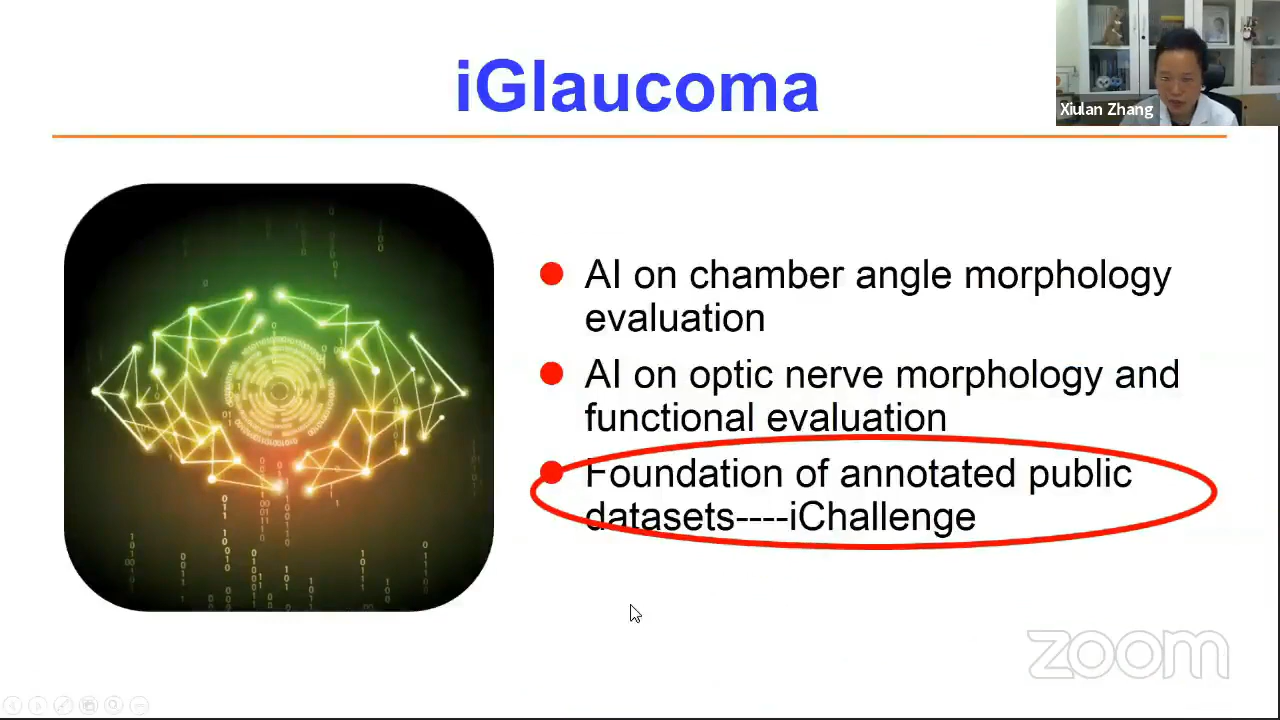 iGlaucoma
Xiulan Zhang
AI on chamber angle morphology
evaluation
AI on optic nerve morphology and
functional evaluation
Foundation of annotated public
datasets----iChallenge
zoom